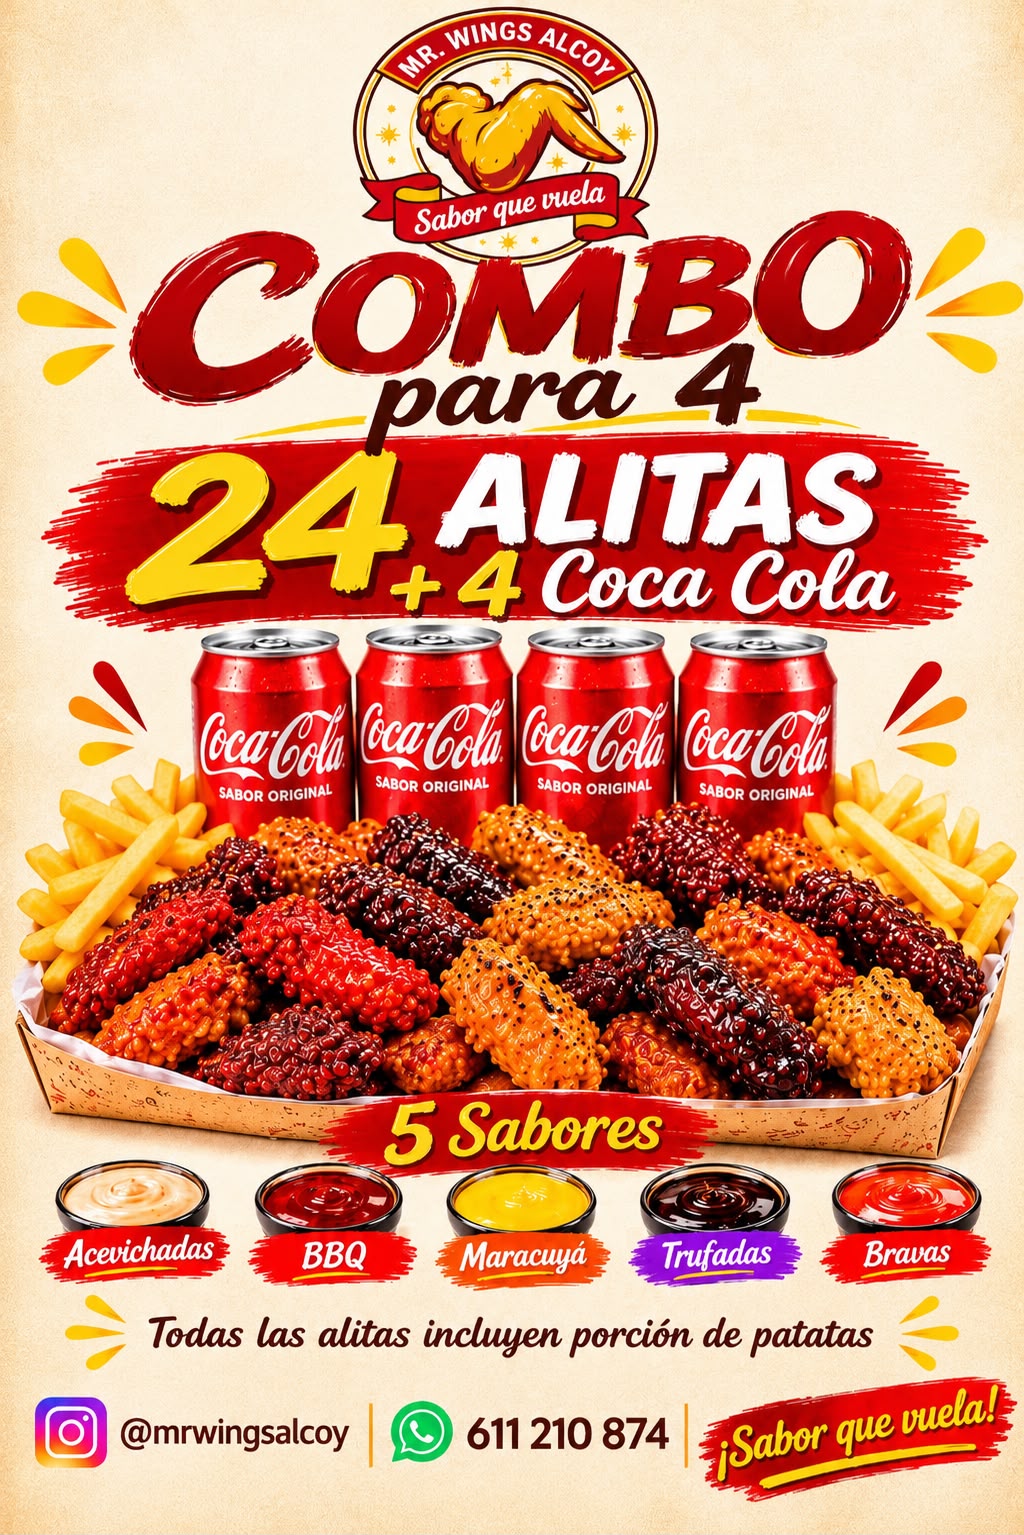 MR. WINGS ALCOY
Sabor que vuela
COMBO
para 4
24 ALITAS
+ 4 Coca Cola
Coca-Cola Coca-Cola Coca-Cola Coca-Cola
SABOR ORIGINAL SABOR ORIGINAL SABOR ORIGINAL SABOR ORIGINAL
5 Sabores
Acevichadas BBQ Maracuyá Trufadas Bravas
Todas las alitas incluyen porción de patatas
@mrwingsalcoy 611 210 874 ¡Sabor que vuela!